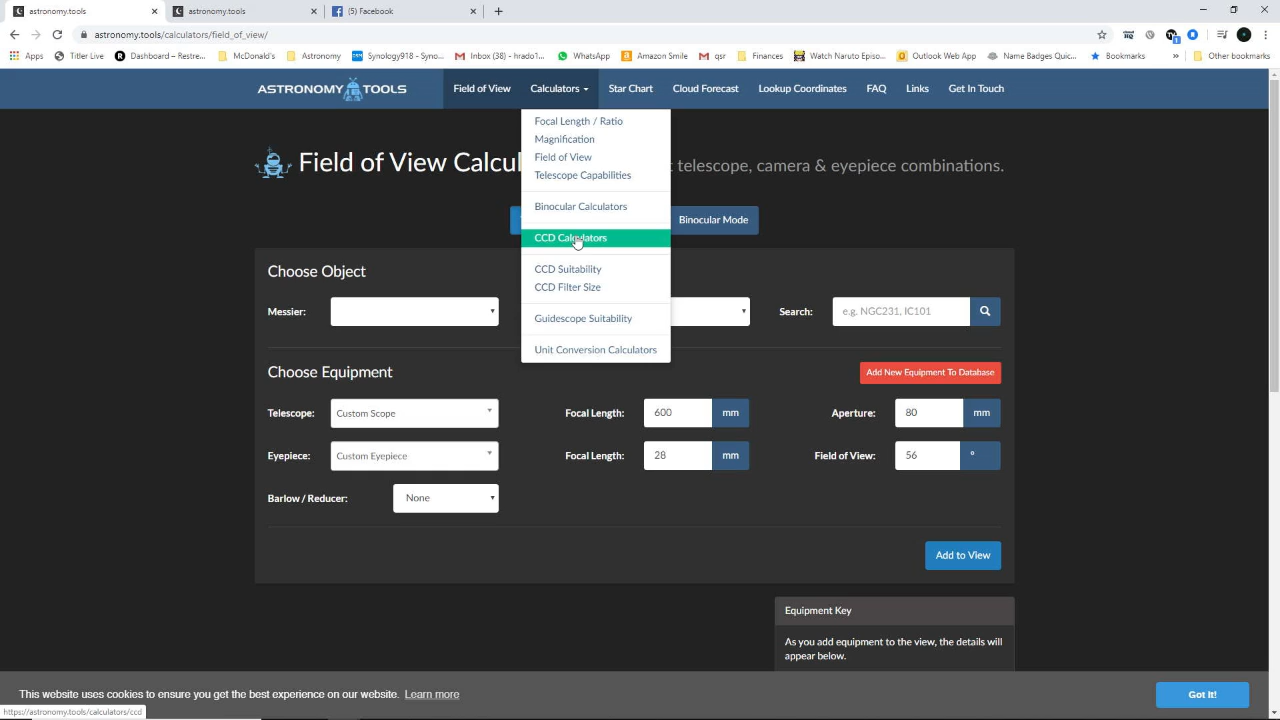 astronomy.tools
astronomy.tools
(5) Facebook
astronomy.tools/calculators/field_of_view/
Apps
Titler Live
Dashboard – Restre...
McDonald's
Astronomy
Synology918 - Syno...
Inbox (38) - hrado1...
WhatsApp
Amazon Smile
qsr
Finances
Watch Naruto Episo...
Outlook Web App
Name Badges Quic...
Bookmarks
»
Other bookmarks
ASTRONOMY TOOLS
Field of View
Calculators
Star Chart
Cloud Forecast
Lookup Coordinates
FAQ
Links
Get In Touch
Focal Length / Ratio
Magnification
Field of View
Telescope Capabilities
Binocular Calculators
CCD Calculators
CCD Suitability
CCD Filter Size
Guidescope Suitability
Unit Conversion Calculators
Field of View Calcu
t telescope, camera & eyepiece combinations.
Binocular Mode
Choose Object
Messier:
Search:
e.g. NGC231, IC101
Choose Equipment
Add New Equipment To Database
Telescope:
Custom Scope
Focal Length:
600
mm
Aperture:
80
mm
Eyepiece:
Custom Eyepiece
Focal Length:
28
mm
Field of View:
56
º
Barlow / Reducer:
None
Add to View
Equipment Key
As you add equipment to the view, the details will
appear below.
This website uses cookies to ensure you get the best experience on our website. Learn more
Got It!
https://astronomy.tools/calculators/ccd